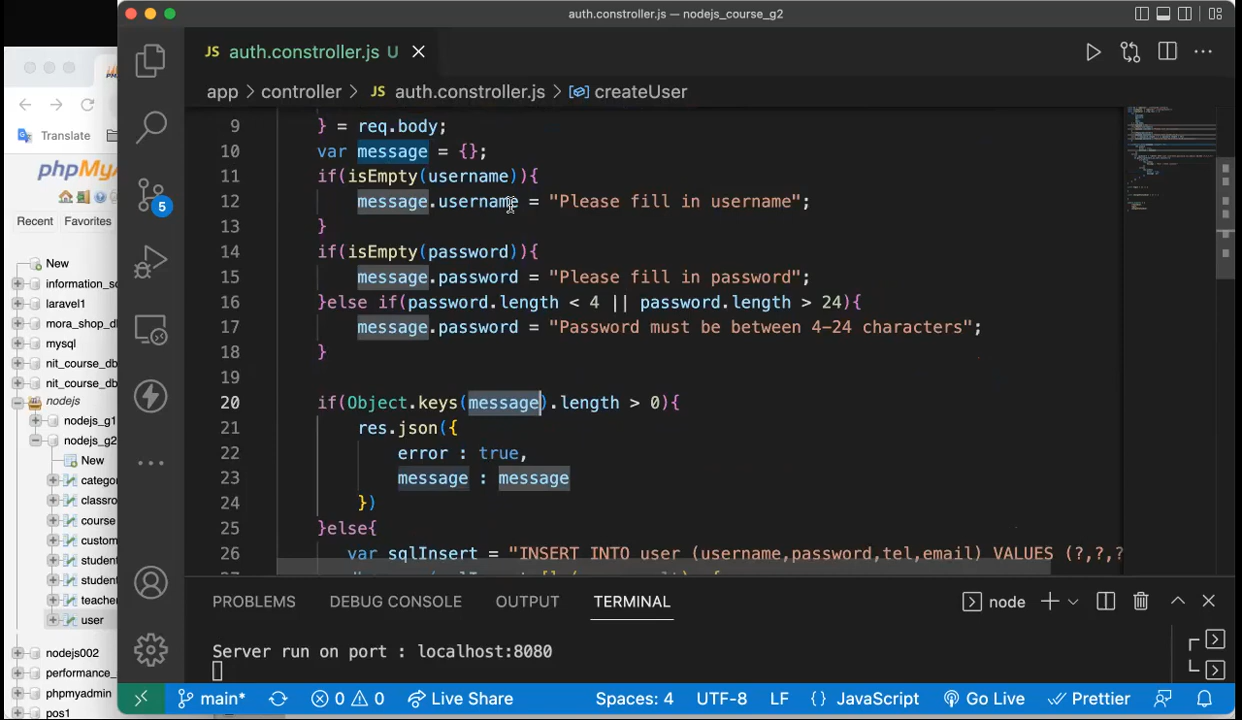 auth.constroller.js — nodejs_course_g2
JS auth.constroller.js U
app > controller > JS auth.constroller.js > createUser
9 } = req.body;
10 var message = {};
11 if(isEmpty(username)){
12 message.username = "Please fill in username";
13 }
14 if(isEmpty(password)){
15 message.password = "Please fill in password";
16 }else if(password.length < 4 || password.length > 24){
17 message.password = "Password must be between 4-24 characters";
18 }
19
20 if(Object.keys(message).length > 0){
21 res.json({
22 error : true,
23 message : message
24 })
25 }else{
26 var sqlInsert = "INSERT INTO user (username,password,tel,email) VALUES (?,?,?
PROBLEMS DEBUG CONSOLE OUTPUT TERMINAL
node
Server run on port : localhost:8080
main* 0 0 Live Share Spaces: 4 UTF-8 LF {} JavaScript Go Live Prettier
5
Translate
phpMy
Recent Favorites
New
information_s
laravel1
mora_shop_d
mysql
nit_course_db
nit_course_db
nodejs
nodejs_g1
nodejs_g2
New
catego
classro
course
custom
student
student
teache
user
nodejs002
performance_
phpmyadmin
pos1